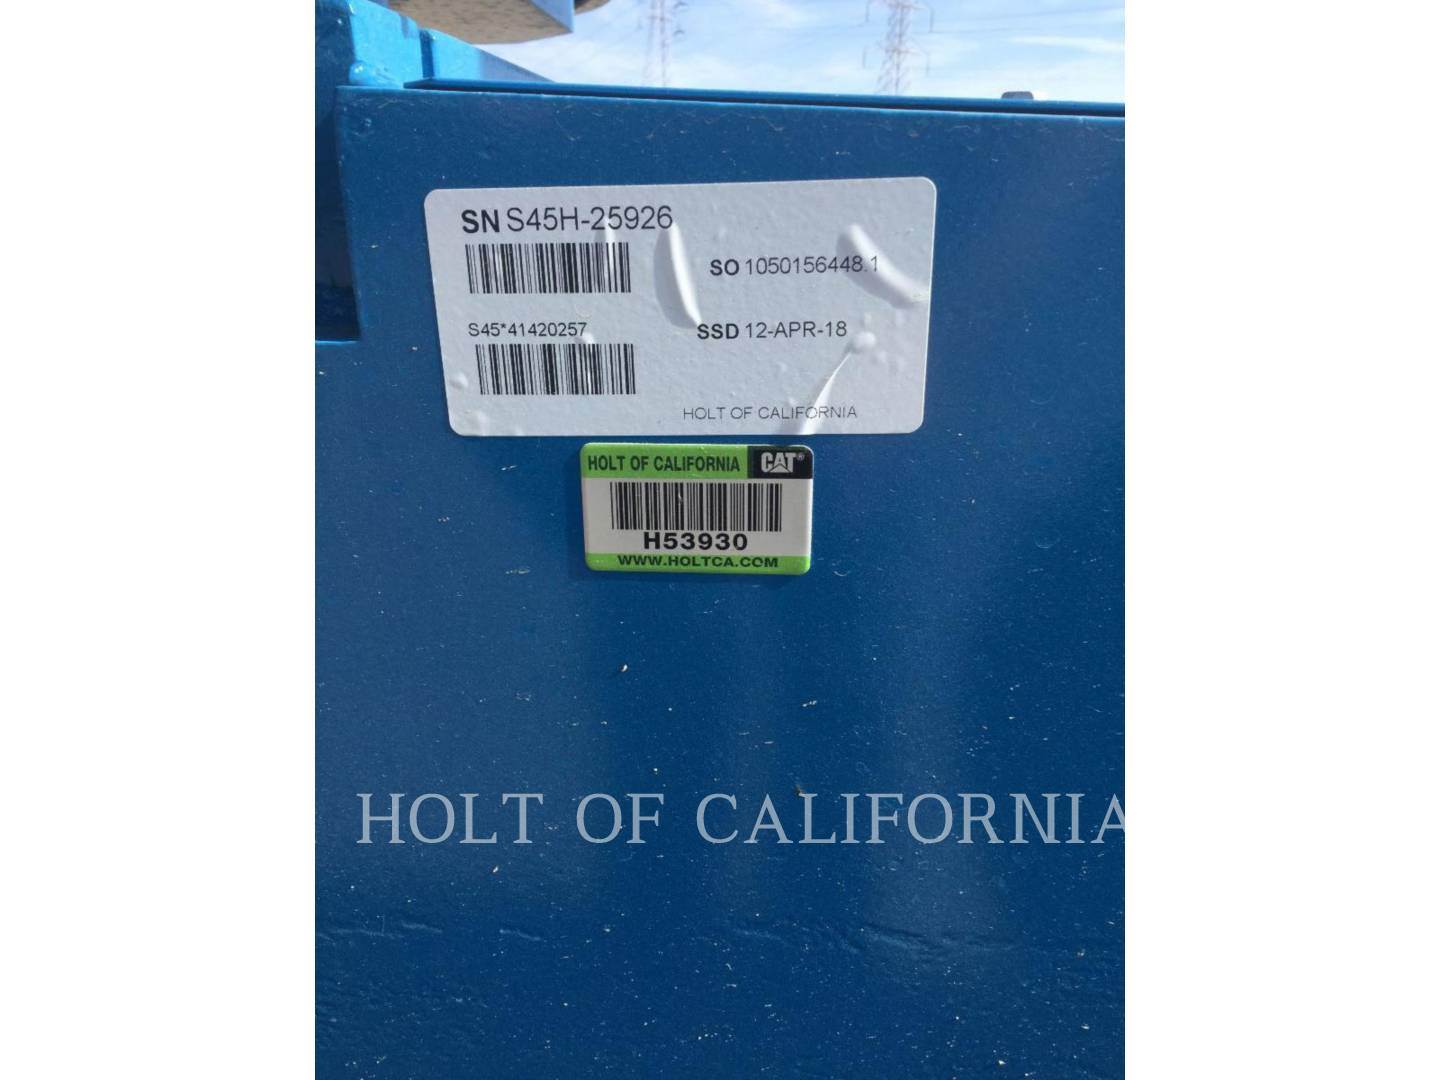 SN S45H-25926
SO 1050156448.1
S45*41420257
SSD 12-APR-18
HOLT OF CALIFORNIA
HOLT OF CALIFORNIA CAT®
H53930
WWW.HOLTCA.COM
HOLT OF CALIFORNIA